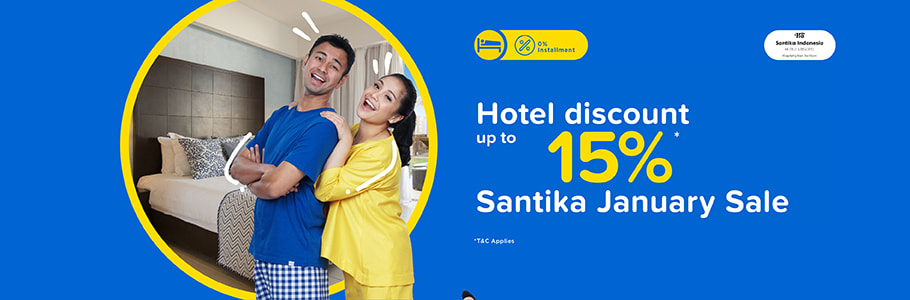 0%
Installment
Santika Indonesia
Hotel discount
up to
15%*
Santika January Sale
*T&C Applies